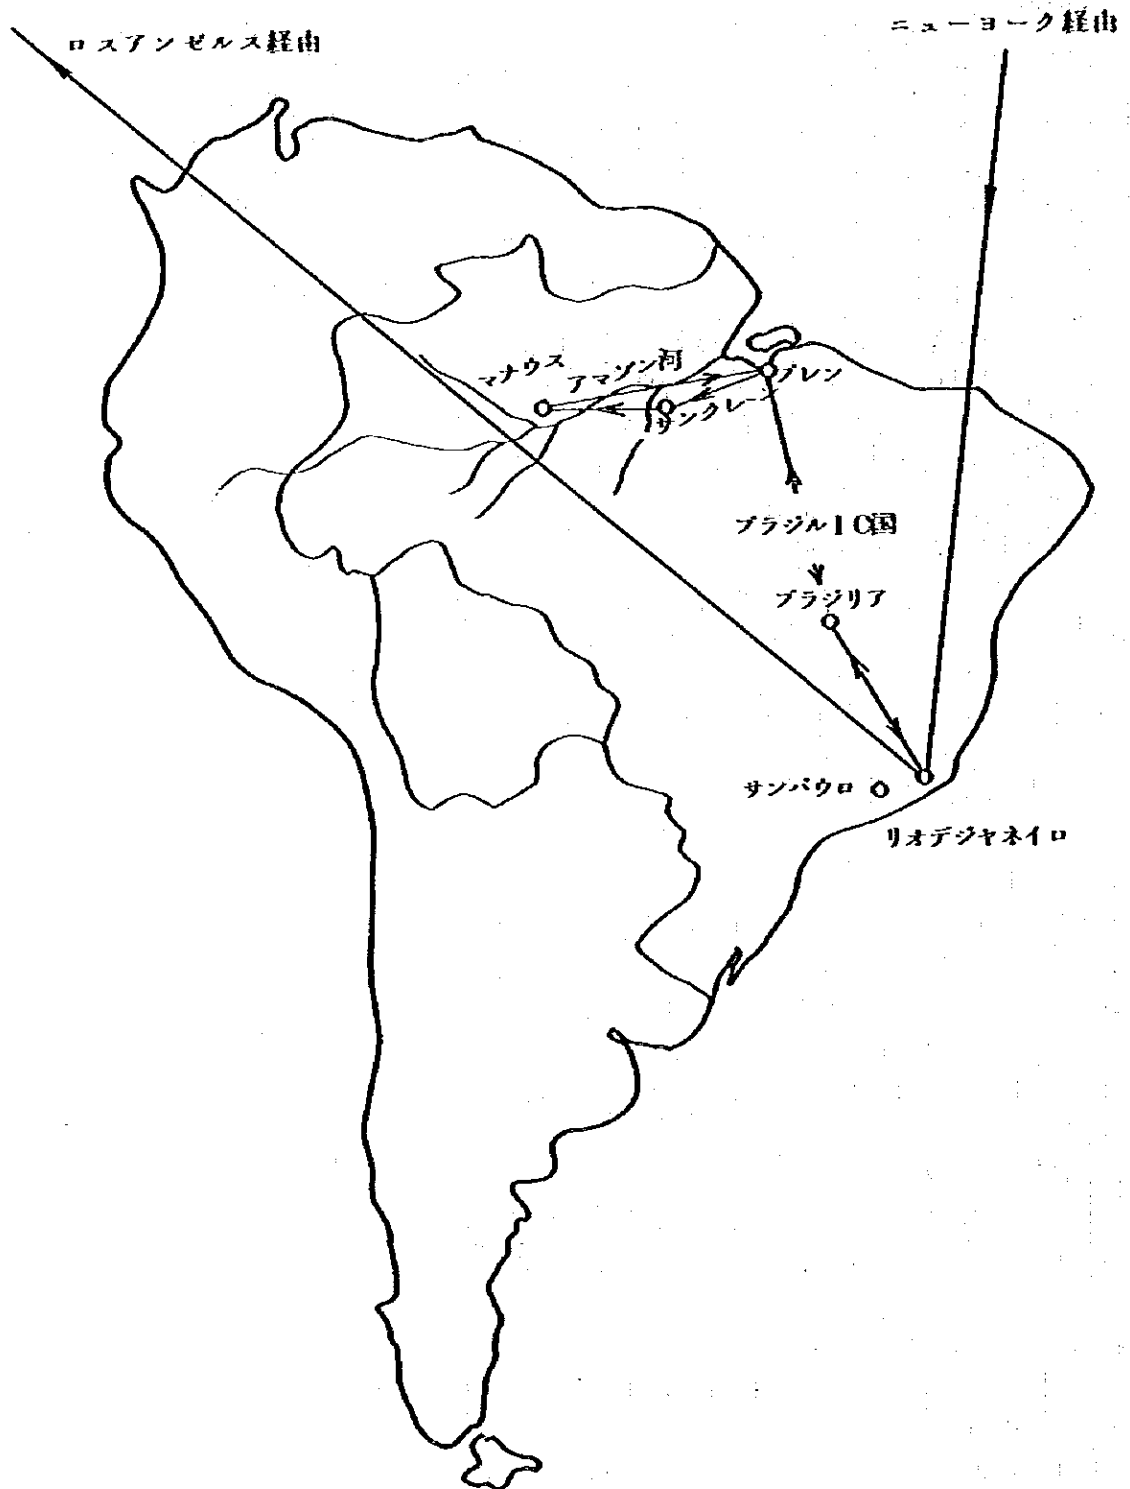 ロスアンゼルス経由
ニューヨーク経由
マナウス
アマゾン河
ブレン
サンクレーン
ブラジル10国
ブラジリア
サンパウロ
リオデジャネイロ